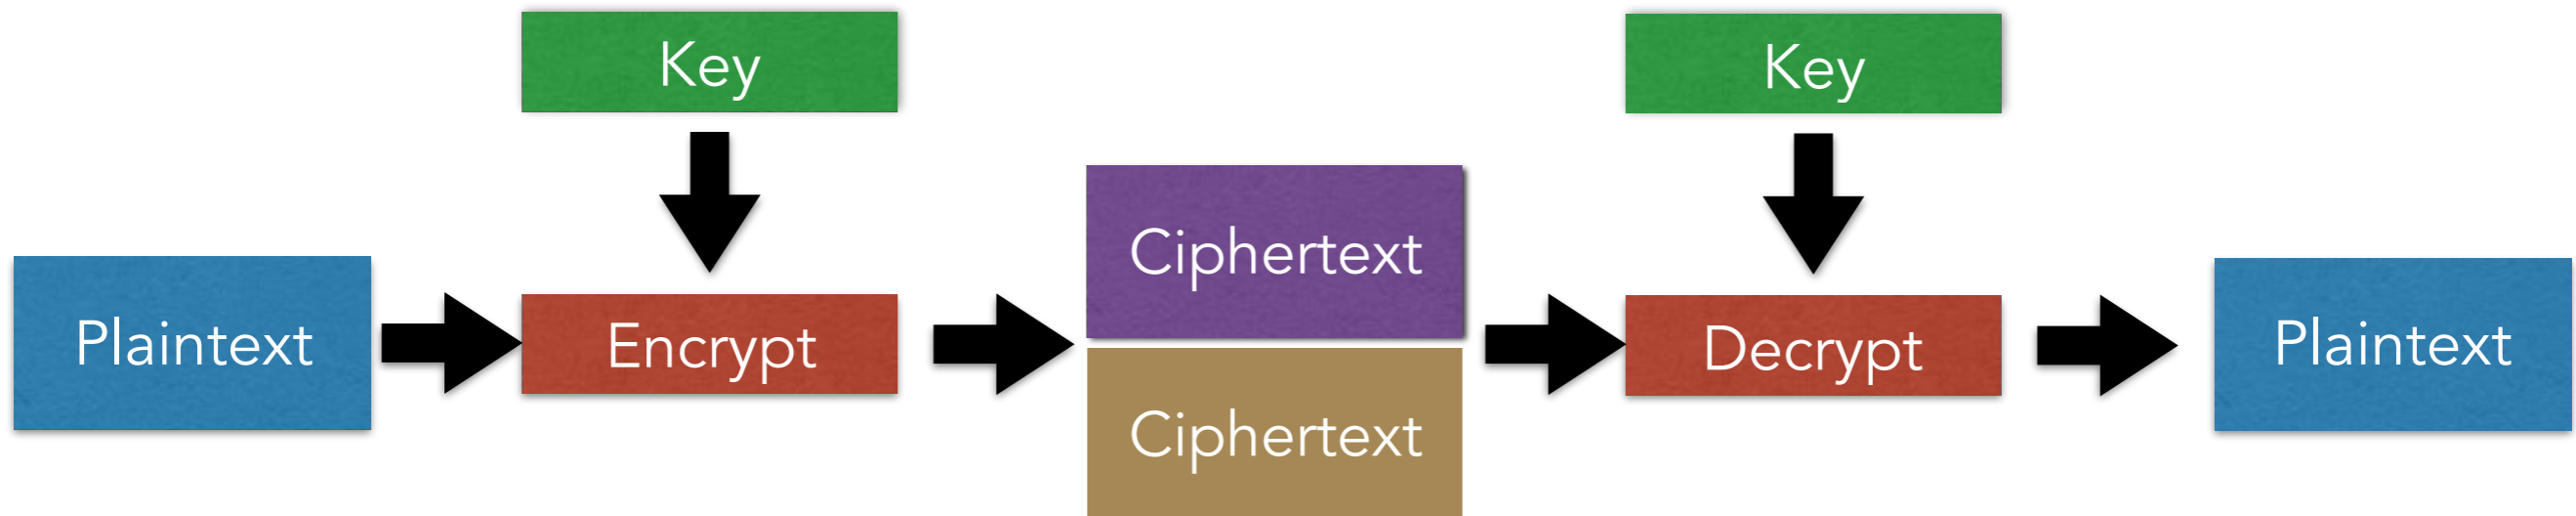 Key
Key
Plaintext
Encrypt
Ciphertext
Ciphertext
Decrypt
Plaintext